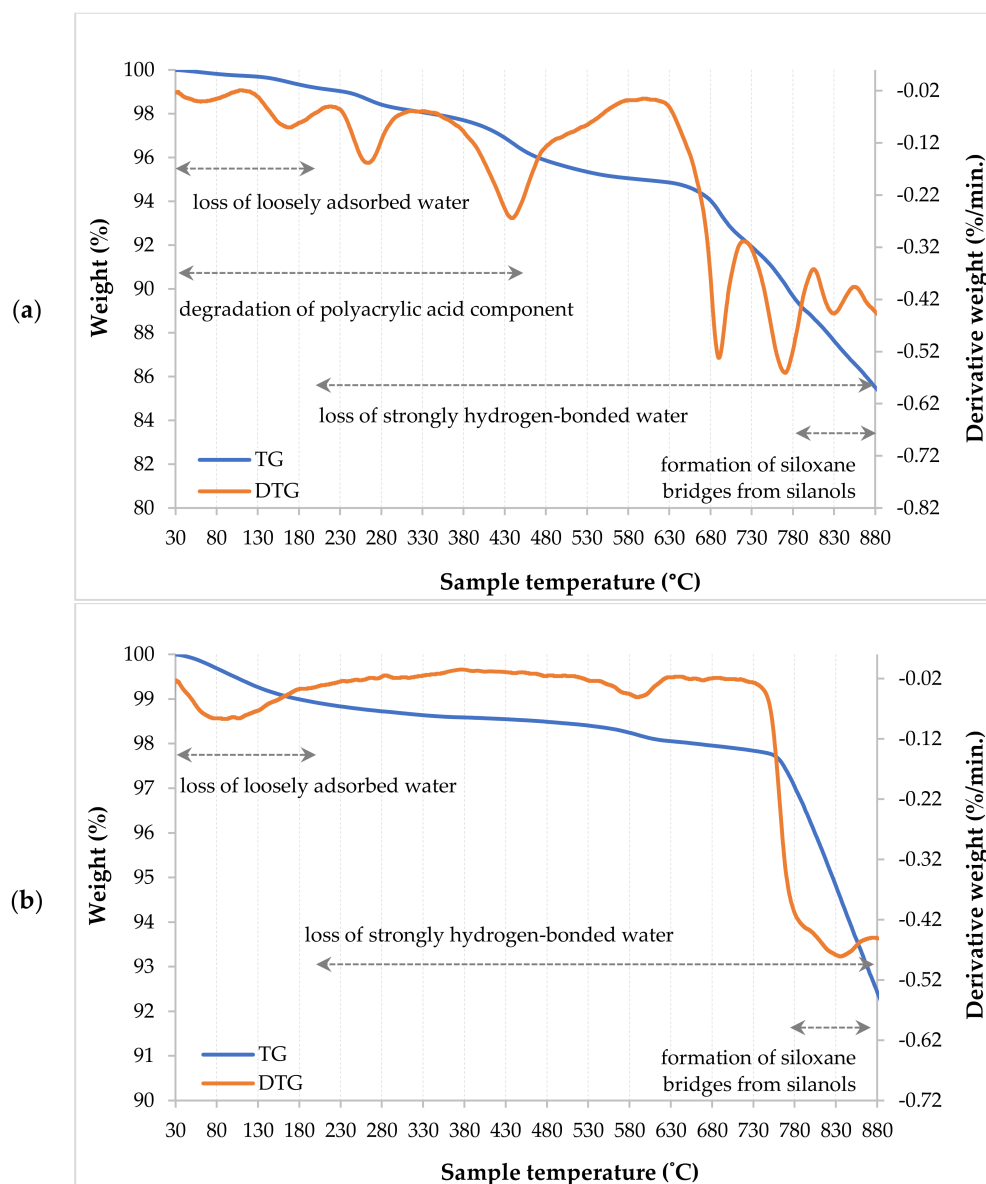 (a)
Weight (%)
100
98
96
94
92
90
88
86
84
82
80
-0.02
-0.12
-0.22
-0.32
-0.42
-0.52
-0.62
-0.72
-0.82
Derivative weight (%/min.)
loss of loosely adsorbed water
degradation of polyacrylic acid component
loss of strongly hydrogen-bonded water
formation of siloxane
bridges from silanols
TG
DTG
30 80 130 180 230 280 330 380 430 480 530 580 630 680 730 780 830 880
Sample temperature (°C)
(b)
Weight (%)
100
99
98
97
96
95
94
93
92
91
90
-0.02
-0.12
-0.22
-0.32
-0.42
-0.52
-0.62
-0.72
Derivative weight (%/min.)
loss of loosely adsorbed water
loss of strongly hydrogen-bonded water
formation of siloxane
bridges from silanols
TG
DTG
30 80 130 180 230 280 330 380 430 480 530 580 630 680 730 780 830 880
Sample temperature (˚C)